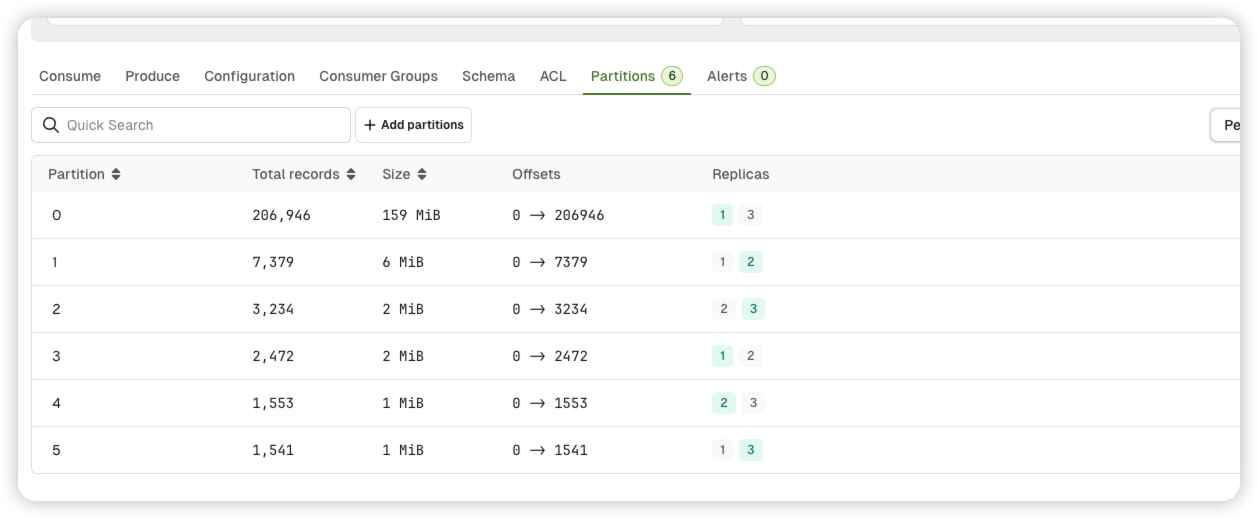 Consume Produce Configuration Consumer Groups Schema ACL Partitions 6 Alerts 0
Quick Search + Add partitions Pe
Partition Total records Size Offsets Replicas
0 206,946 159 MiB 0 → 206946 1 3
1 7,379 6 MiB 0 → 7379 1 2
2 3,234 2 MiB 0 → 3234 2 3
3 2,472 2 MiB 0 → 2472 1 2
4 1,553 1 MiB 0 → 1553 2 3
5 1,541 1 MiB 0 → 1541 1 3